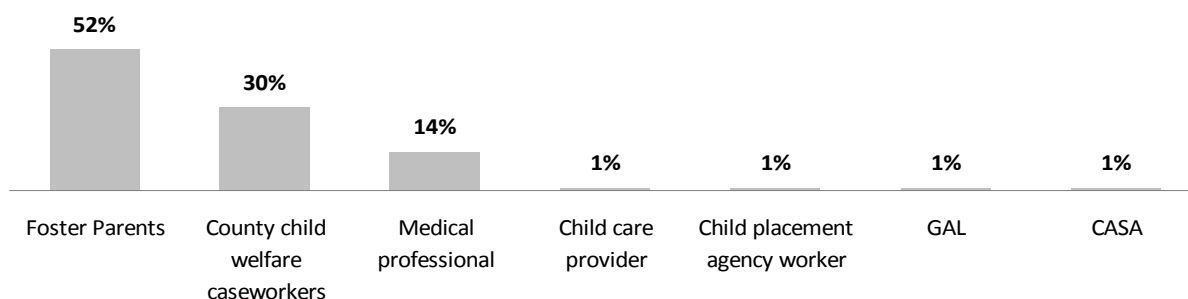 52%
30%
14%
1%
1%
1%
1%
Foster Parents
County child
welfare
caseworkers
Medical
professional
Child care
provider
Child placement
agency worker
GAL
CASA